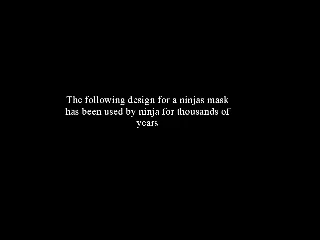 The following design for a ninjas mask
has been used by ninja for thousands of
years